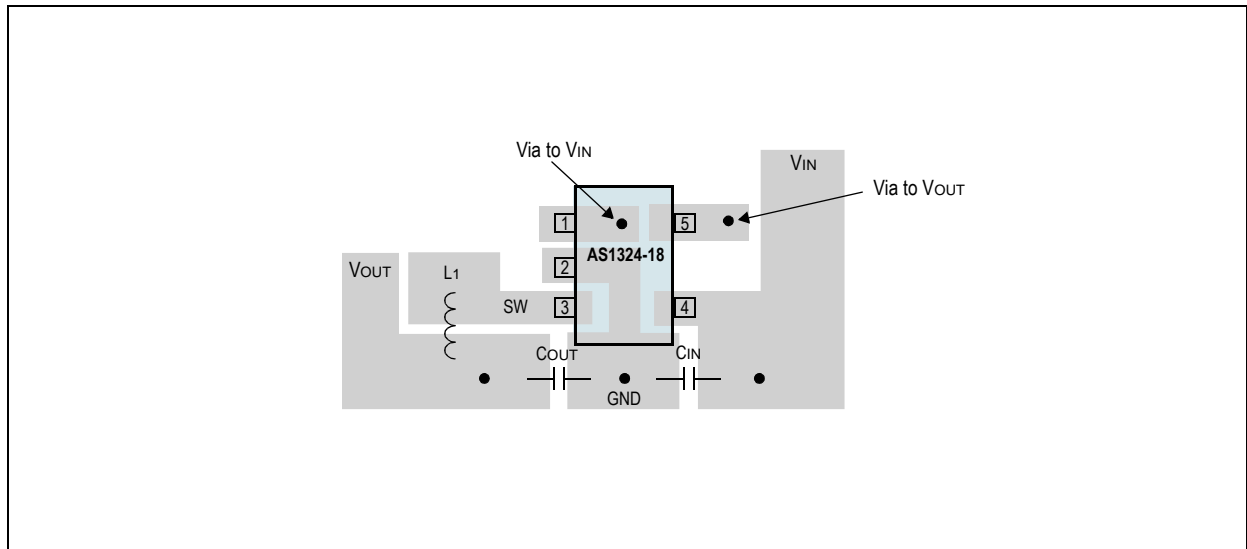 Via to VIN
VIN
Via to VOUT
1
5
AS1324-18
2
VOUT
L1
SW
3
4
COUT
CIN
GND